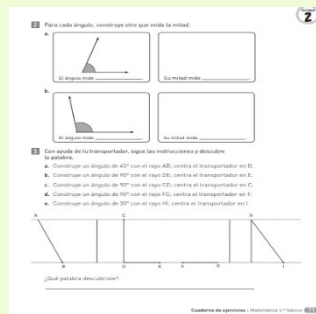 Unidad
2
2 Para cada ángulo, construye otro que mida la mitad.
a.
El ángulo mide
Su mitad mide
b.
El ángulo mide
Su mitad mide
3 Con ayuda de tu transportador, sigue las instrucciones y descubre
la palabra.
a. Construye un ángulo de 45° con el rayo AB, centra el transportador en B.
b. Construye un ángulo de 90° con el rayo DE, centra el transportador en E.
c. Construye un ángulo de 90° con el rayo CD, centra el transportador en C.
d. Construye un ángulo de 90° con el rayo FG, centra el transportador en F.
e. Construye un ángulo de 30° con el rayo HI, centra el transportador en I.
A C H
B D E F G I
¿Qué palabra descubriste?
Cuaderno de ejercicios - Matemática 4.° básico